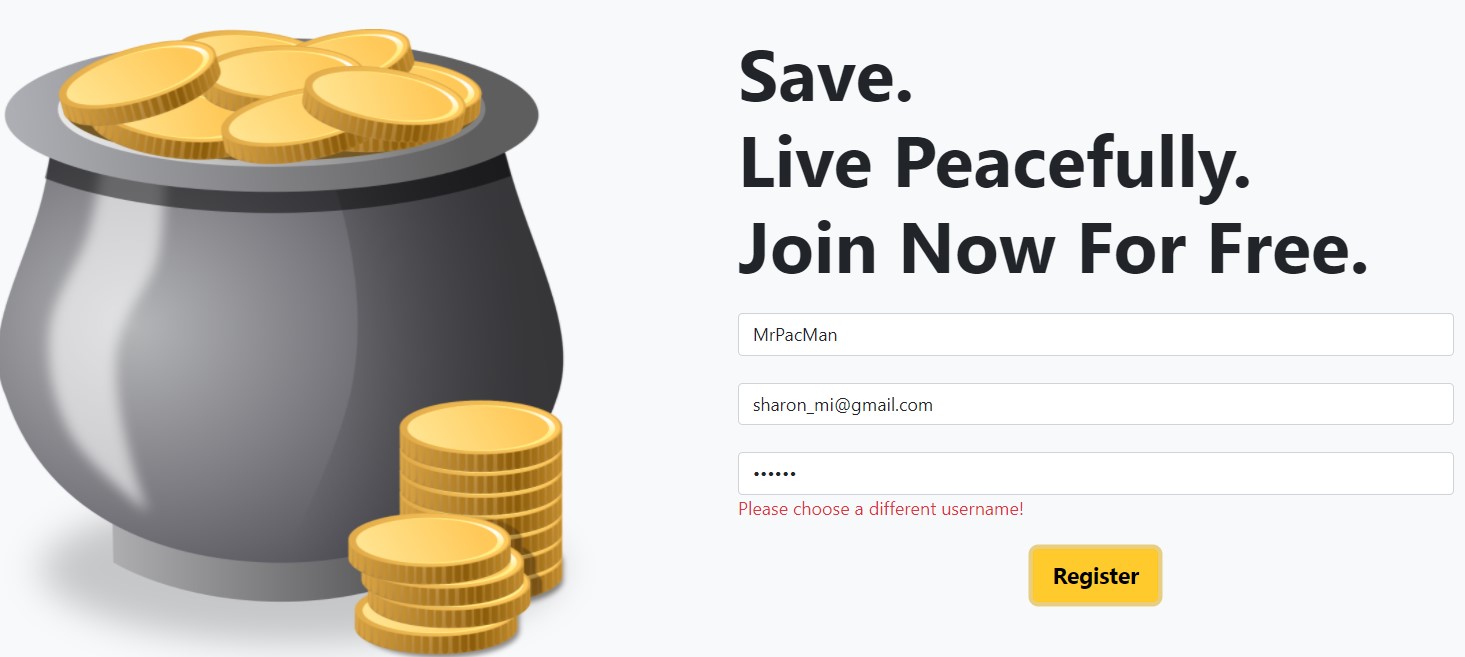 Save.
Live Peacefully.
Join Now For Free.
MrPacMan
sharon_mi@gmail.com
••••••
Please choose a different username!
Register